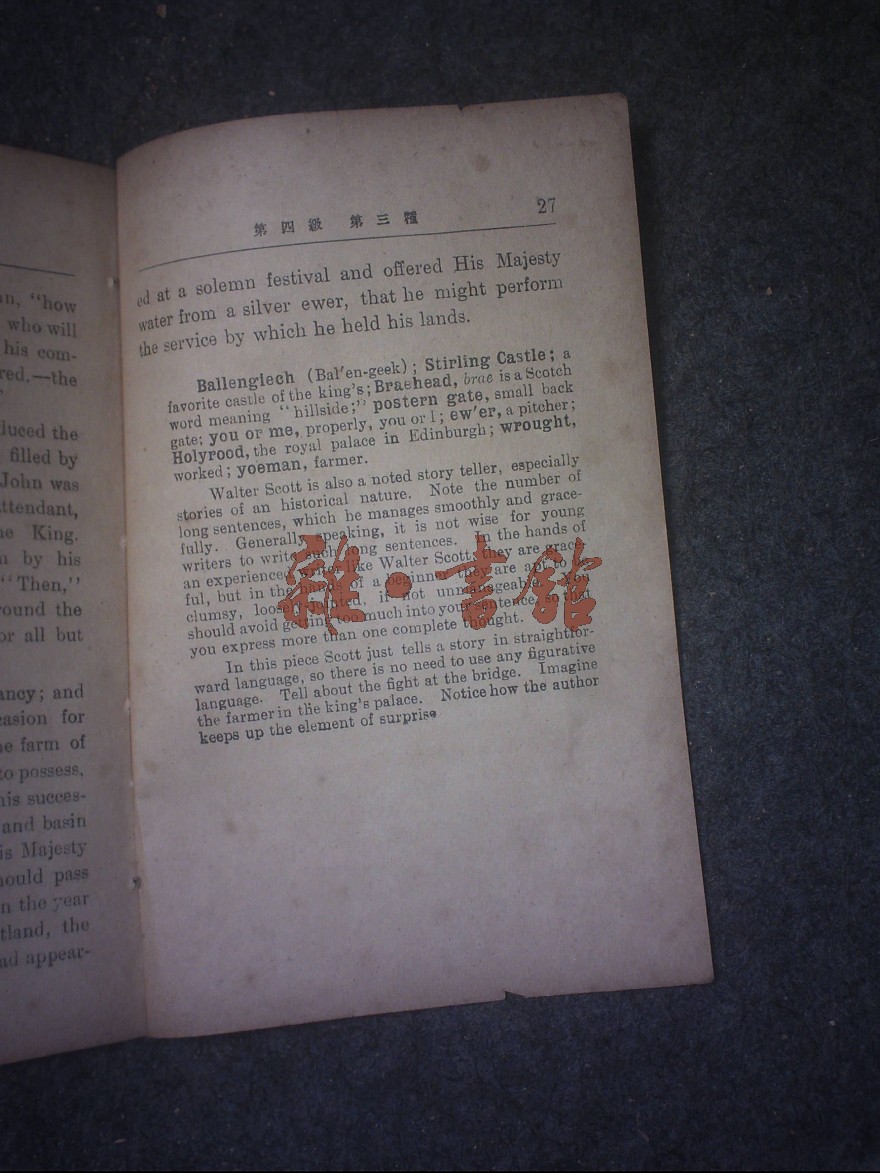 n, "how
who will
his com-
red.—the
"
duced the
filled by
John was
ttendant,
he King.
n by his
"Then,"
round the
or all but
ancy; and
casion for
he farm of
to possess,
his succes-
and basin
is Majesty
hould pass
n the year
tland, the
ad appear-
第四級 第三種 27
ed at a solemn festival and offered His Majesty
water from a silver ewer, that he might perform
the service by which he held his lands.
Ballenglech (Bal′en-geek); Stirling Castle; a
favorite castle of the king's; Braehead, brae is a Scotch
word meaning "hillside;" postern gate, small back
gate; you or me, properly, you or I; ew'er, a pitcher;
Holyrood, the royal palace in Edinburgh; wrought,
worked; yoeman, farmer.
Walter Scott is also a noted story teller, especially
stories of an historical nature. Note the number of
long sentences, which he manages smoothly and grace-
fully. Generally speaking, it is not wise for young
writers to write such long sentences. In the hands of
an experienced writer like Walter Scott, they are grace-
ful, but in the hands of a beginner they are apt to be
clumsy, loosely-jointed, if not unmanageable. You
should avoid getting too much into your sentence, so that
you express more than one complete thought.
In this piece Scott just tells a story in straightfor-
ward language, so there is no need to use any figurative
language. Tell about the fight at the bridge. Imagine
the farmer in the king's palace. Notice how the author
keeps up the element of surprise
雜·書館